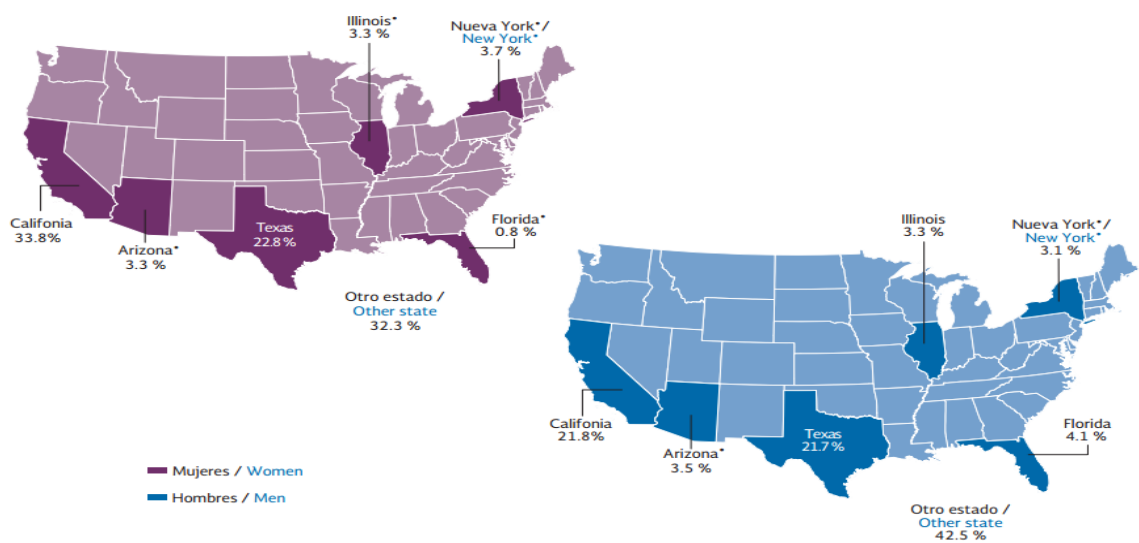 Illinois*
3.3 %
Nueva York*/
New York*
3.7 %
Califonia
33.8%
Arizona*
3.3 %
Texas
22.8 %
Florida*
0.8 %
Otro estado /
Other state
32.3 %
Illinois
3.3 %
Nueva York*/
New York*
3.1 %
Califonia
21.8%
Arizona*
3.5 %
Texas
21.7%
Florida
4.1 %
Otro estado /
Other state
42.5 %
Mujeres / Women
Hombres / Men